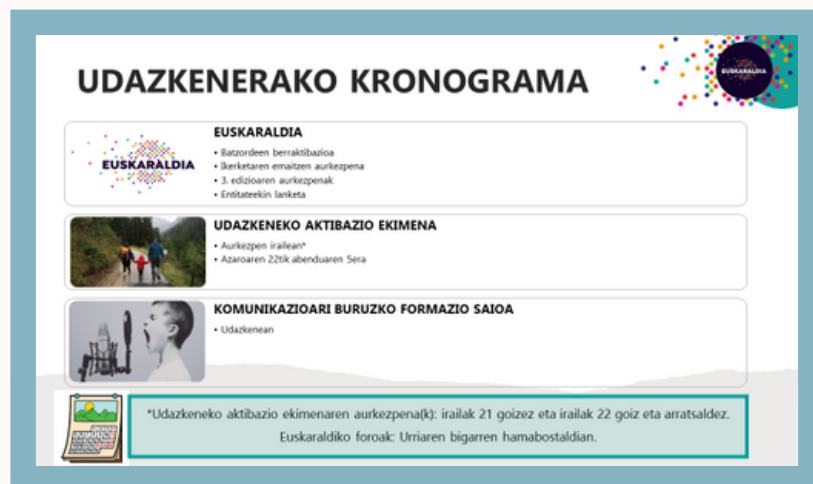 UDAZKENERAKO KRONOGRAMA
EUSKARALDIA
EUSKARALDIA
EUSKARALDIA
• Batzordeen berraktibazioa
• Ikerketaren emaitzen aurkezpena
• 3. edizioaren aurkezpenak
• Entitateekin lanketa
UDAZKENEKO AKTIBAZIO EKIMENA
• Aurkezpen irailean*
• Azaroaren 22tik abenduaren 5era
KOMUNIKAZIOARI BURUZKO FORMAZIO SAIOA
• Udazkenean
*Udazkeneko aktibazio ekimenaren aurkezpena(k): irailak 21 goizez eta irailak 22 goiz eta arratsaldez.
Euskaraldiko foroak: Urriaren bigarren hamabostaldian.